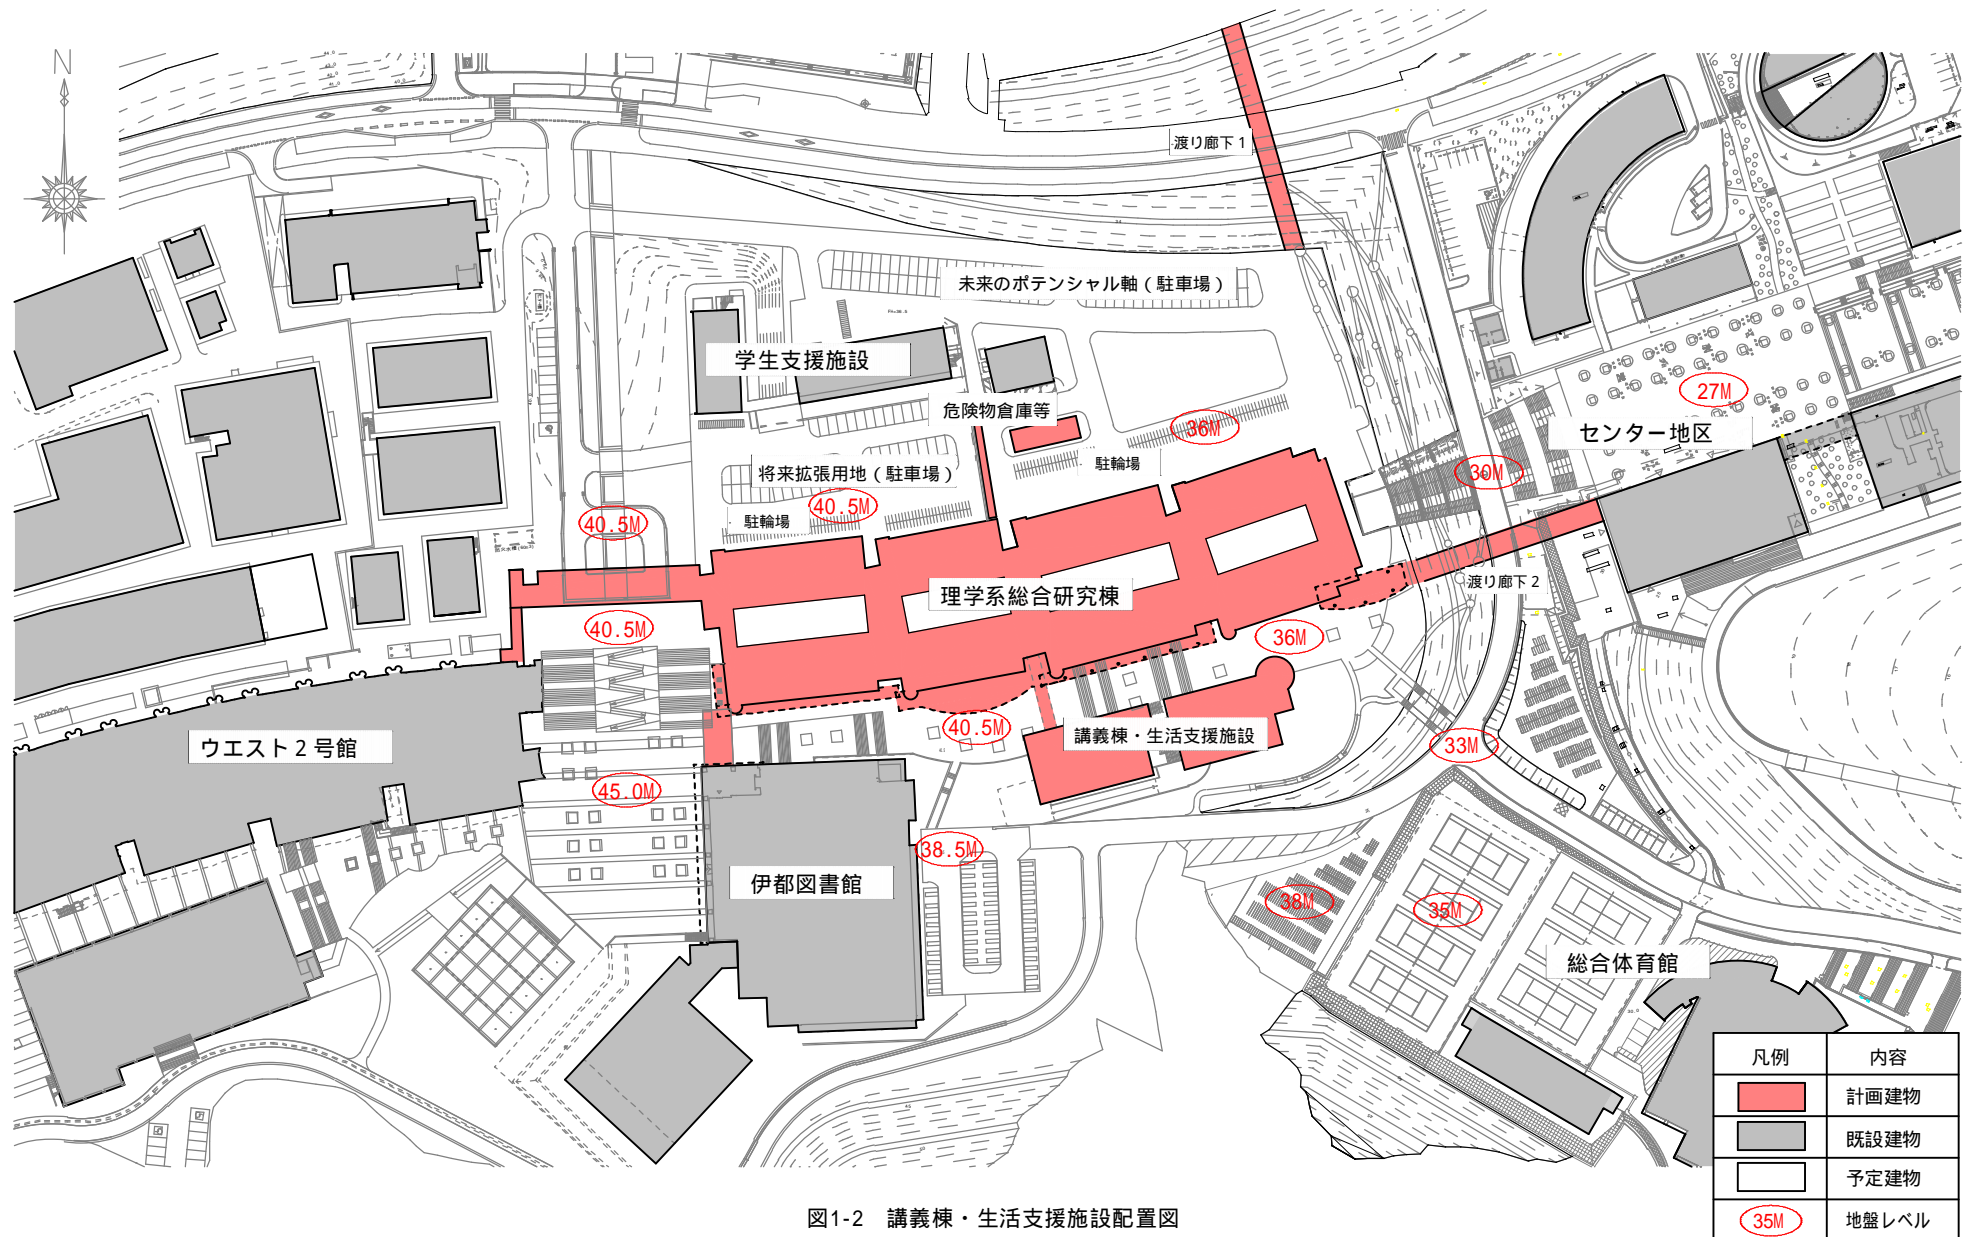 N
渡り廊下1
未来のポテンシャル軸(駐車場)
学生支援施設
27M
危険物倉庫等
36M
センター地区
駐輪場
将来拡張用地(駐車場)
30M
40.5M
40.5M
駐輪場
渡り廊下2
理学系総合研究棟
40.5M
36M
40.5M
講義棟・生活支援施設
33M
ウエスト2号館
45.0M
38.5M
伊都図書館
38M
35M
総合体育館
凡例 内容
計画建物
既設建物
予定建物
35M 地盤レベル
図1-2 講義棟・生活支援施設配置図